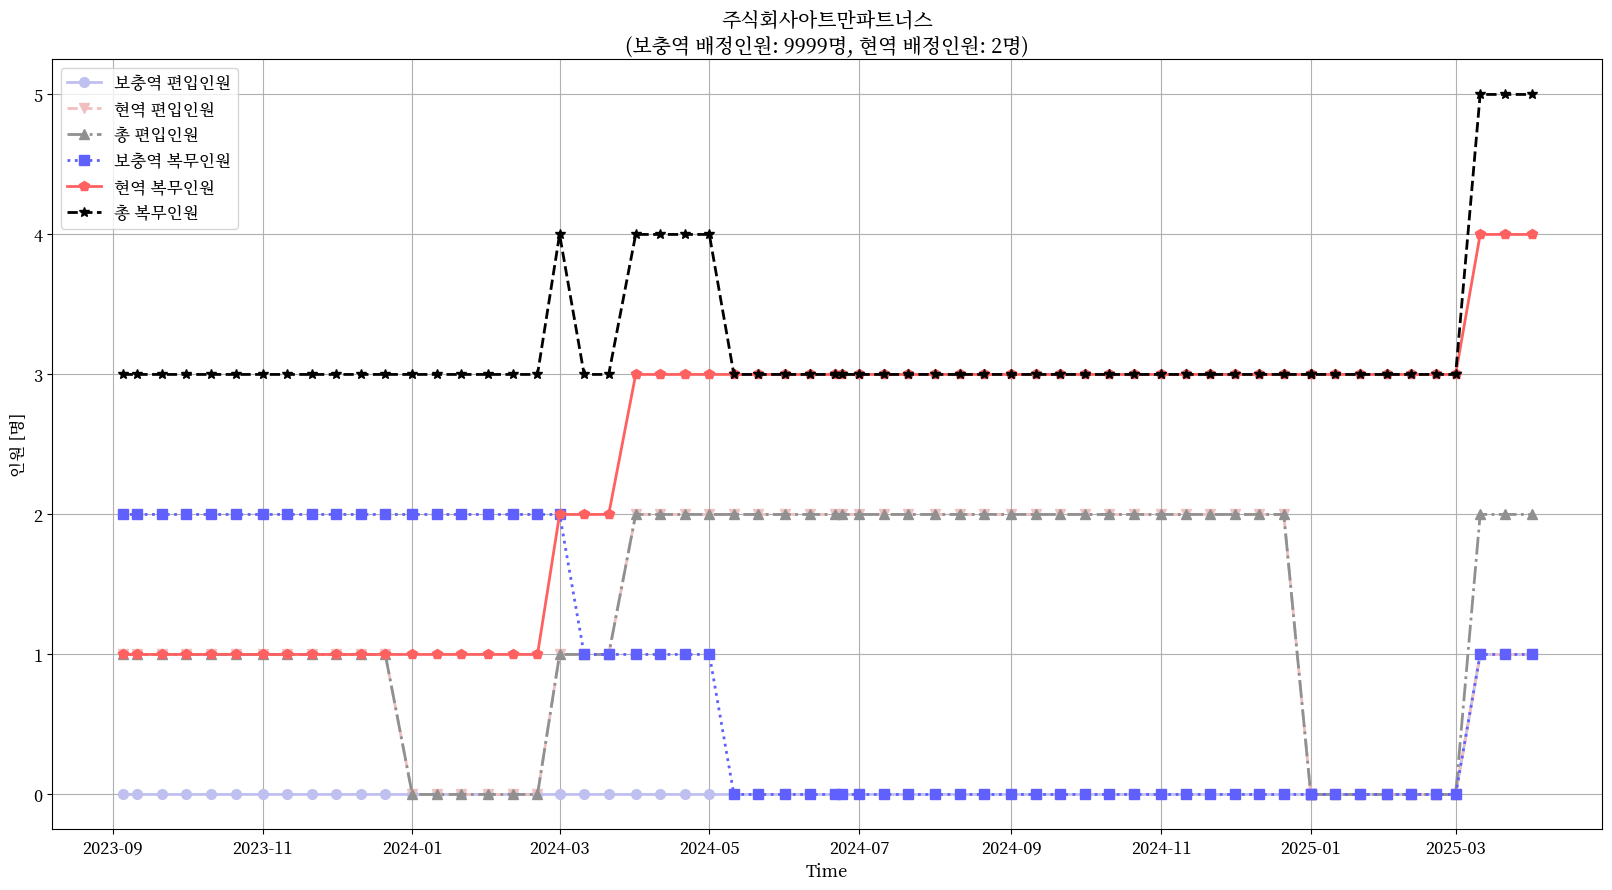 주식회사아트만파트너스
(보충역 배정인원: 9999명, 현역 배정인원: 2명)
보충역 편입인원
현역 편입인원
총 편입인원
보충역 복무인원
현역 복무인원
총 복무인원
인원 [명]
5
4
3
2
1
0
2023-09
2023-11
2024-01
2024-03
2024-05
2024-07
2024-09
2024-11
2025-01
2025-03
Time